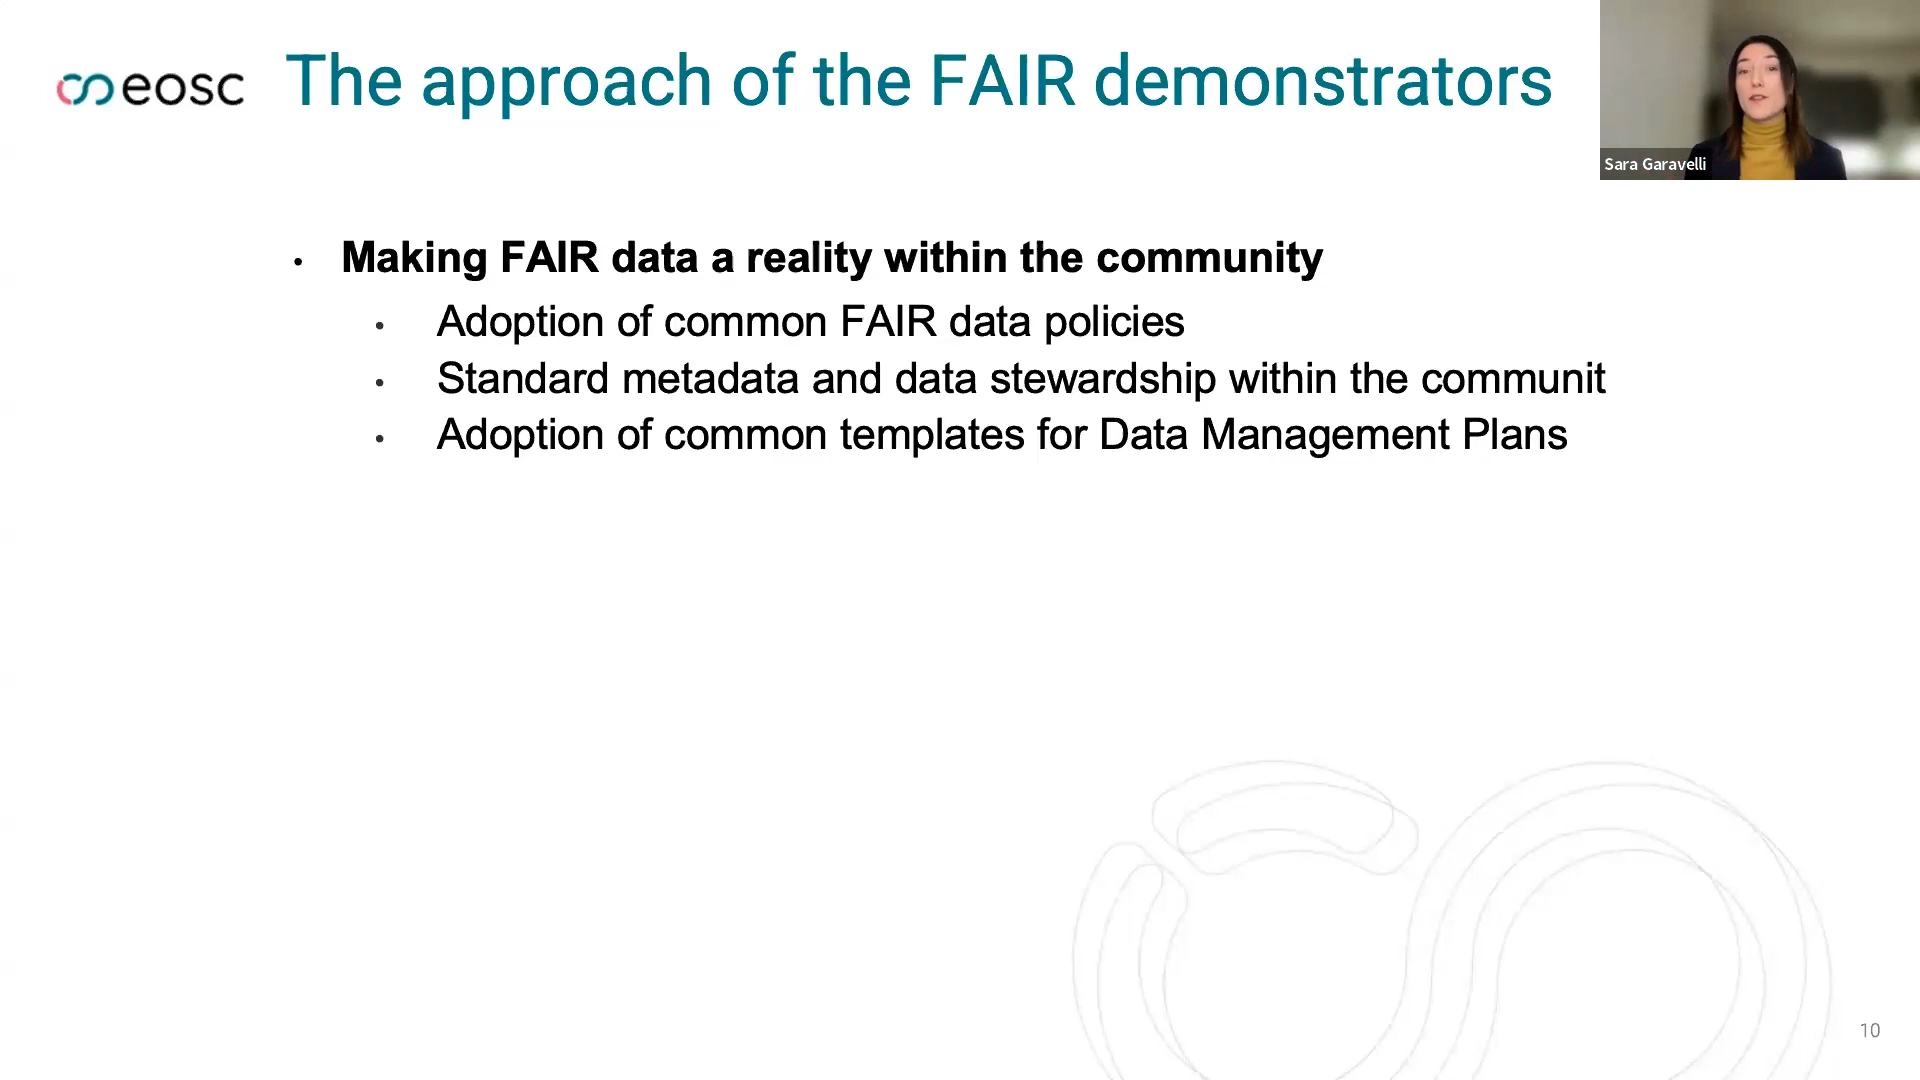 eosc
The approach of the FAIR demonstrators
Sara Garavelli
• Making FAIR data a reality within the community
• Adoption of common FAIR data policies
• Standard metadata and data stewardship within the communit
• Adoption of common templates for Data Management Plans
10